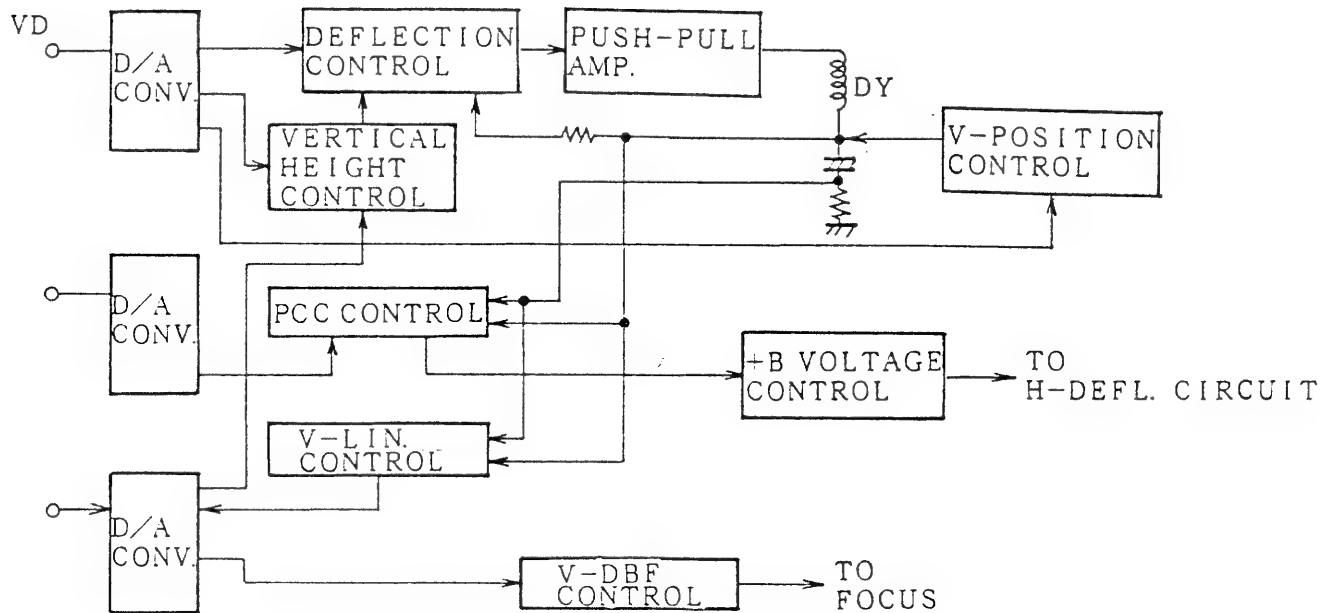 VD
D/A
CONV.
DEFLECTION
CONTROL
PUSH-PULL
AMP.
DY
VERTICAL
HEIGHT
CONTROL
V-POSITION
CONTROL
D/A
CONV.
PCC CONTROL
+B VOLTAGE
CONTROL
TO
H-DEFL. CIRCUIT
V-LIN.
CONTROL
D/A
CONV.
V-DBF
CONTROL
TO
FOCUS